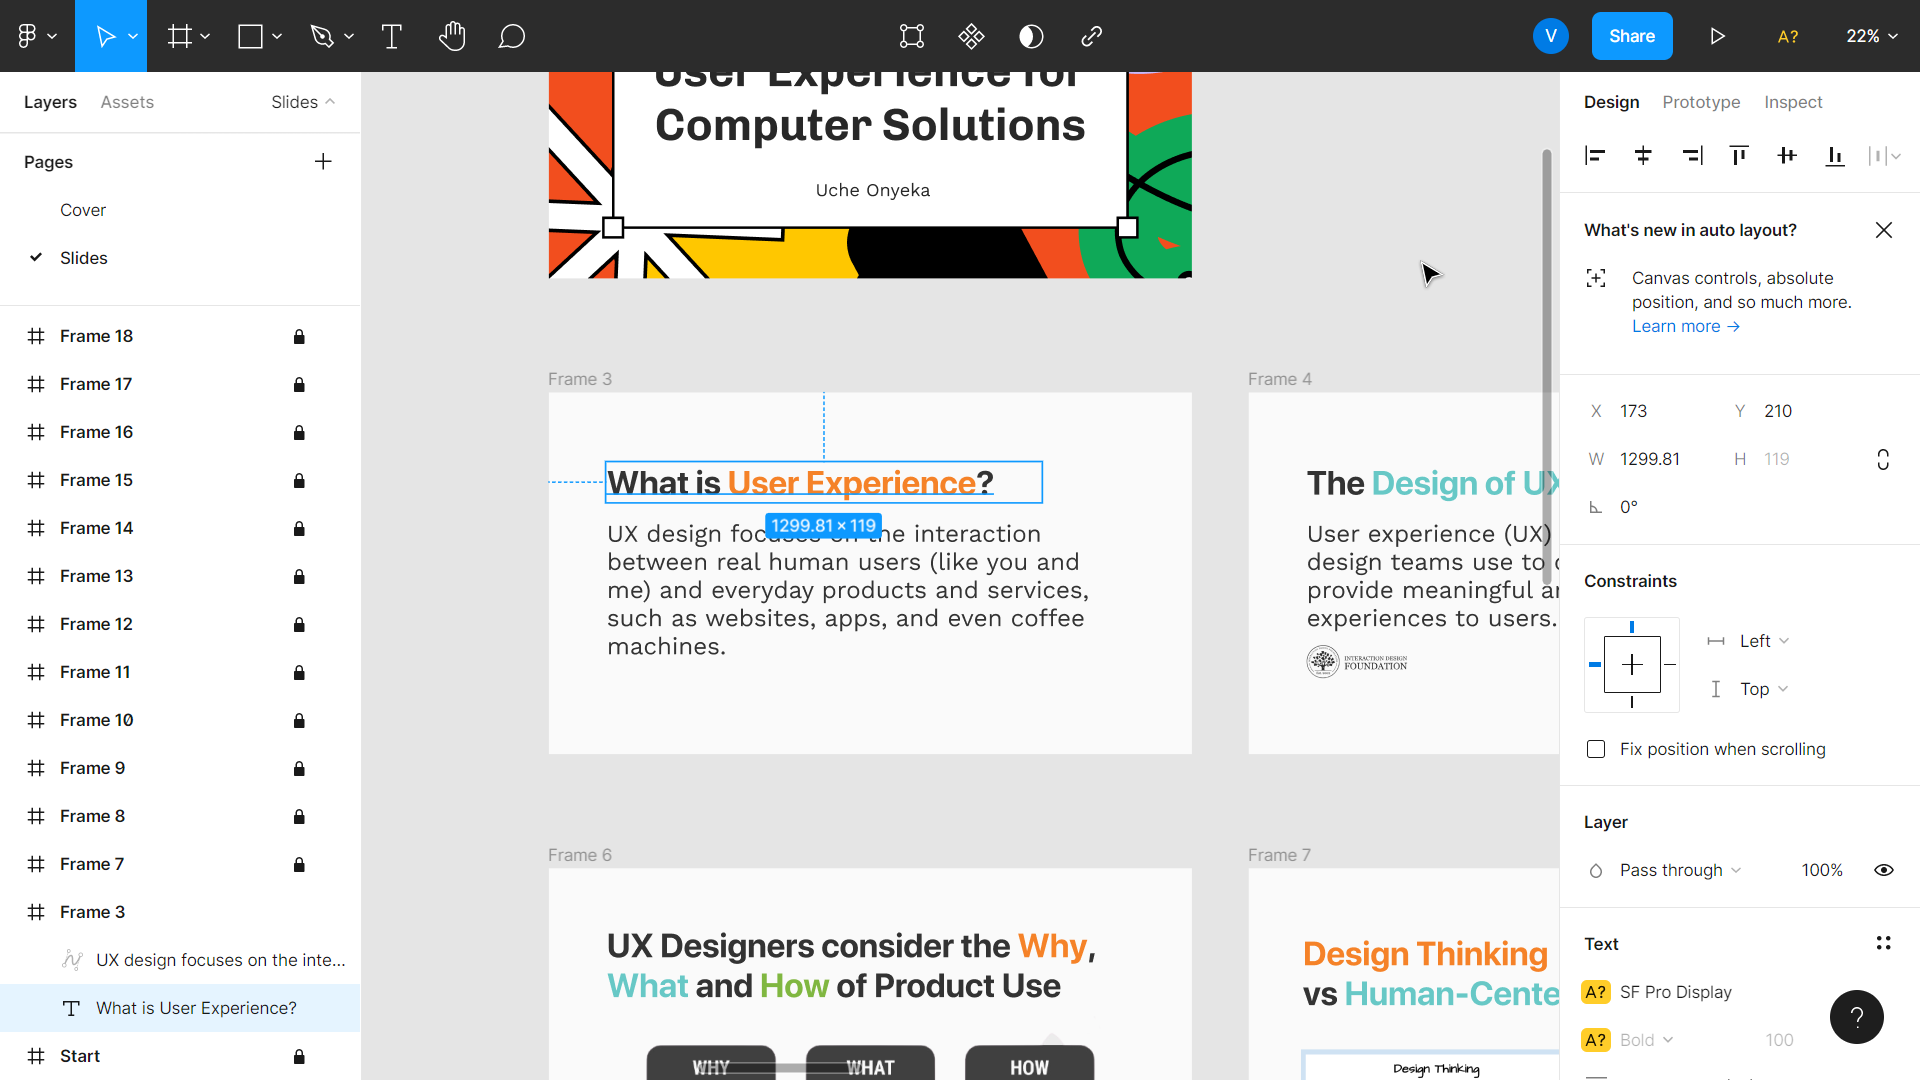 V
Share
A?
22%
Layers
Assets
Slides
Pages
Cover
Slides
Frame 18
Frame 17
Frame 16
Frame 15
Frame 14
Frame 13
Frame 12
Frame 11
Frame 10
Frame 9
Frame 8
Frame 7
Frame 3
UX design focuses on the inte...
What is User Experience?
Start
User Experience for
Computer Solutions
Uche Onyeka
Frame 3
What is User Experience?
1299.81 × 119
UX design focuses on the interaction
between real human users (like you and
me) and everyday products and services,
such as websites, apps, and even coffee
machines.
Frame 4
The Design of UX
User experience (UX)
design teams use to
provide meaningful
experiences to users.
INTERACTION DESIGN
FOUNDATION
Frame 6
UX Designers consider the Why,
What and How of Product Use
WHY
WHAT
HOW
Frame 7
Design Thinking
vs Human-Cente
Design Thinking
Design
Prototype
Inspect
What's new in auto layout?
Canvas controls, absolute
position, and so much more.
Learn more →
X 173
Y 210
W 1299.81
H 119
0°
Constraints
Left
Top
Fix position when scrolling
Layer
Pass through
100%
Text
A? SF Pro Display
A? Bold
100
?